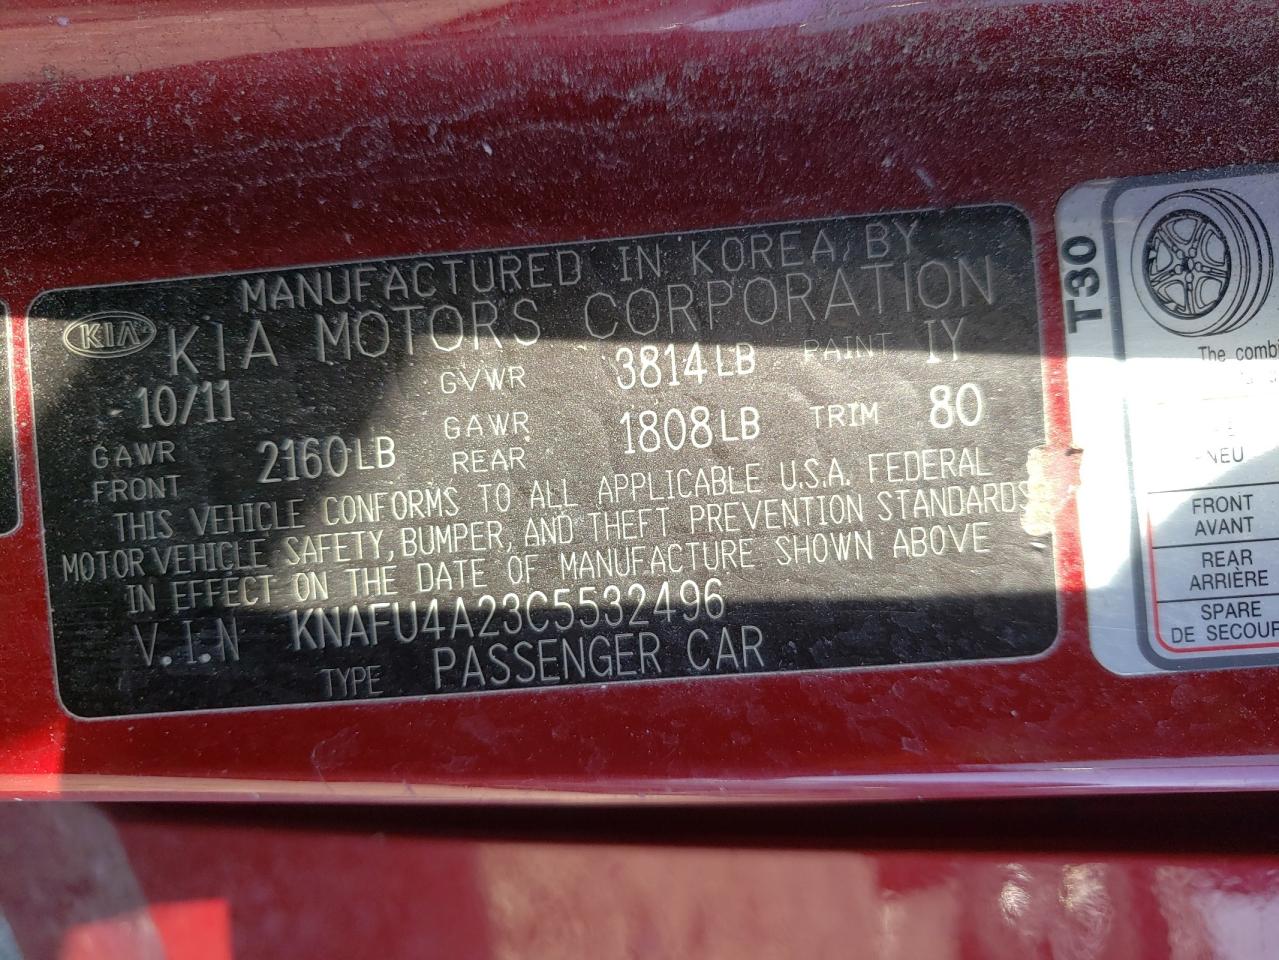 MANUFACTURED IN KOREA BY
KIA KIA MOTORS CORPORATION
10/11 GVWR 3814LB PAINT IY
GAWR FRONT 2160LB GAWR REAR 1808LB TRIM 80
THIS VEHICLE CONFORMS TO ALL APPLICABLE U.S.A. FEDERAL
MOTOR VEHICLE SAFETY, BUMPER, AND THEFT PREVENTION STANDARDS
IN EFFECT ON THE DATE OF MANUFACTURE SHOWN ABOVE
V.I.N KNAFU4A23C5532496
TYPE PASSENGER CAR
T30
The combi
NEU
FRONT
AVANT
REAR
ARRIÈRE
SPARE
DE SECOUR